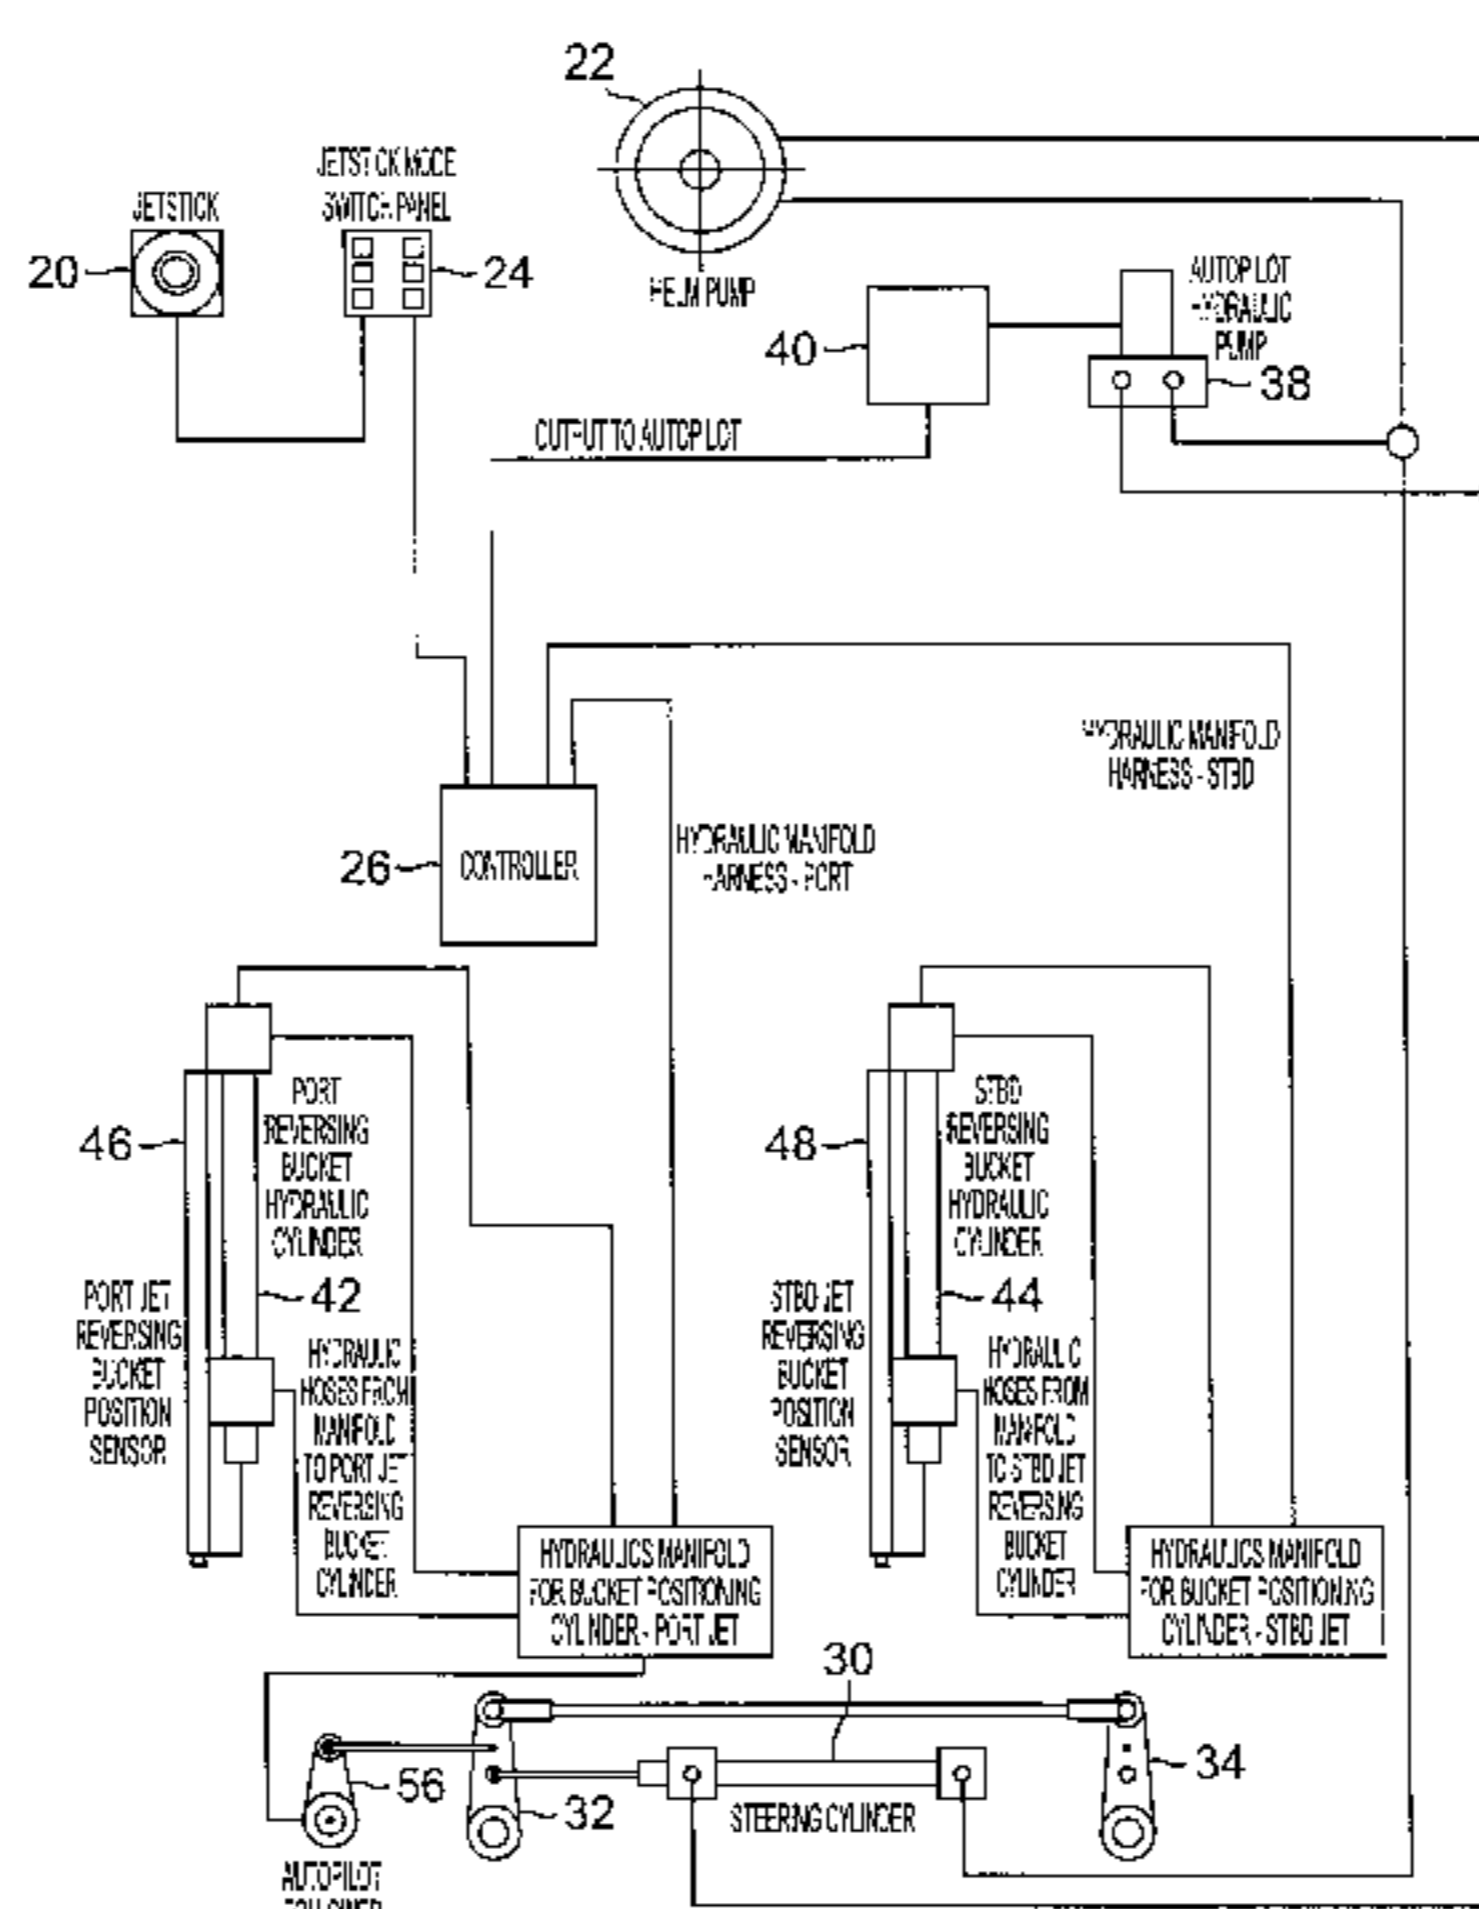 22
JETSTICK MODE
SWITCH PANEL
JETSTICK
20
24
HELM PUMP
AUTOPILOT
HYDRAULIC
PUMP
40
38
OUTPUT TO AUTOPILOT
HYDRAULIC MANIFOLD
HARNESS - STBD
HYDRAULIC MANIFOLD
HARNESS - PORT
26
CONTROLLER
PORT
REVERSING
BUCKET
HYDRAULIC
CYLINDER
46
42
PORT JET
REVERSING
BUCKET
POSITION
SENSOR
HYDRAULIC
HOSES FROM
MANIFOLD
TO PORT JET
REVERSING
BUCKET
CYLINDER
STBD
REVERSING
BUCKET
HYDRAULIC
CYLINDER
48
44
STBD JET
REVERSING
BUCKET
POSITION
SENSOR
HYDRAULIC
HOSES FROM
MANIFOLD
TO STBD JET
REVERSING
BUCKET
CYLINDER
HYDRAULICS MANIFOLD
FOR BUCKET POSITIONING
CYLINDER - PORT JET
HYDRAULICS MANIFOLD
FOR BUCKET POSITIONING
CYLINDER - STBD JET
30
56
32
34
STEERING CYLINDER
AUTOPILOT